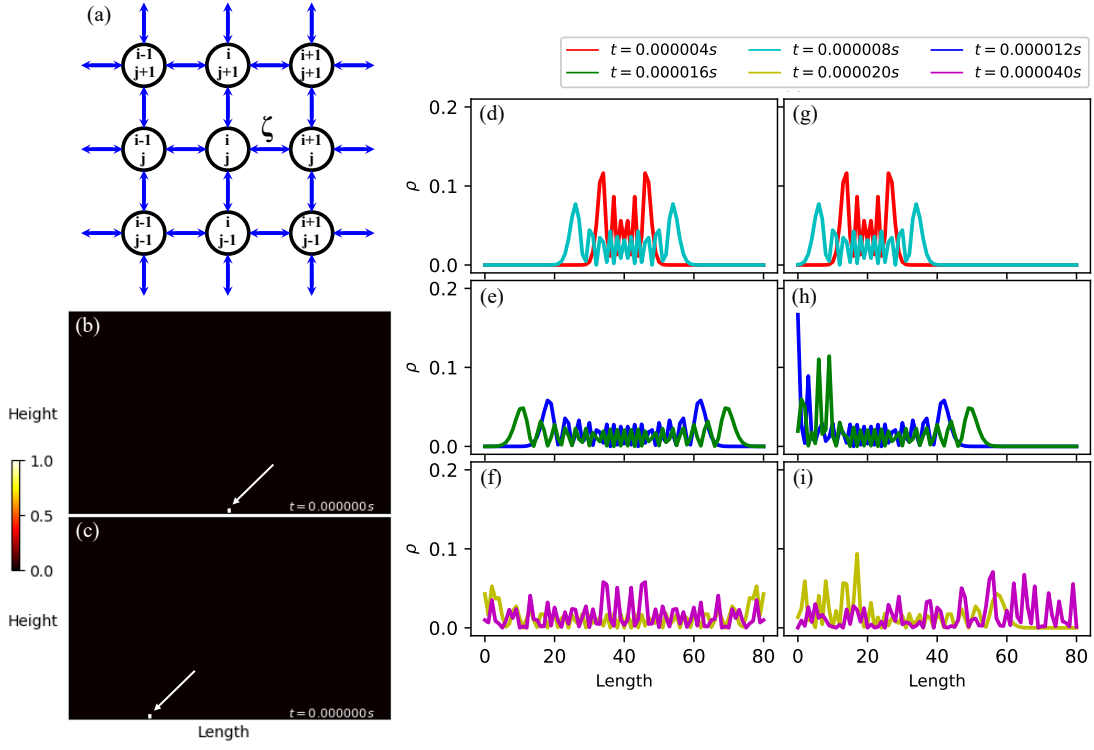 (a)
i-1 i i+1
j+1 j+1 j+1
ζ
i-1 i i+1
j j j
i-1 i i+1
j-1 j-1 j-1
(b)
t = 0.000000s
(c)
t = 0.000000s
Length
Height
1.0
0.5
0.0
Height
t = 0.000004s t = 0.000008s t = 0.000012s
t = 0.000016s t = 0.000020s t = 0.000040s
(d) (g)
0.2
0.1
0.0
ρ
(e) (h)
0.2
0.1
0.0
ρ
(f) (i)
0.2
0.1
0.0
ρ
0 20 40 60 80 0 20 40 60 80
Length Length